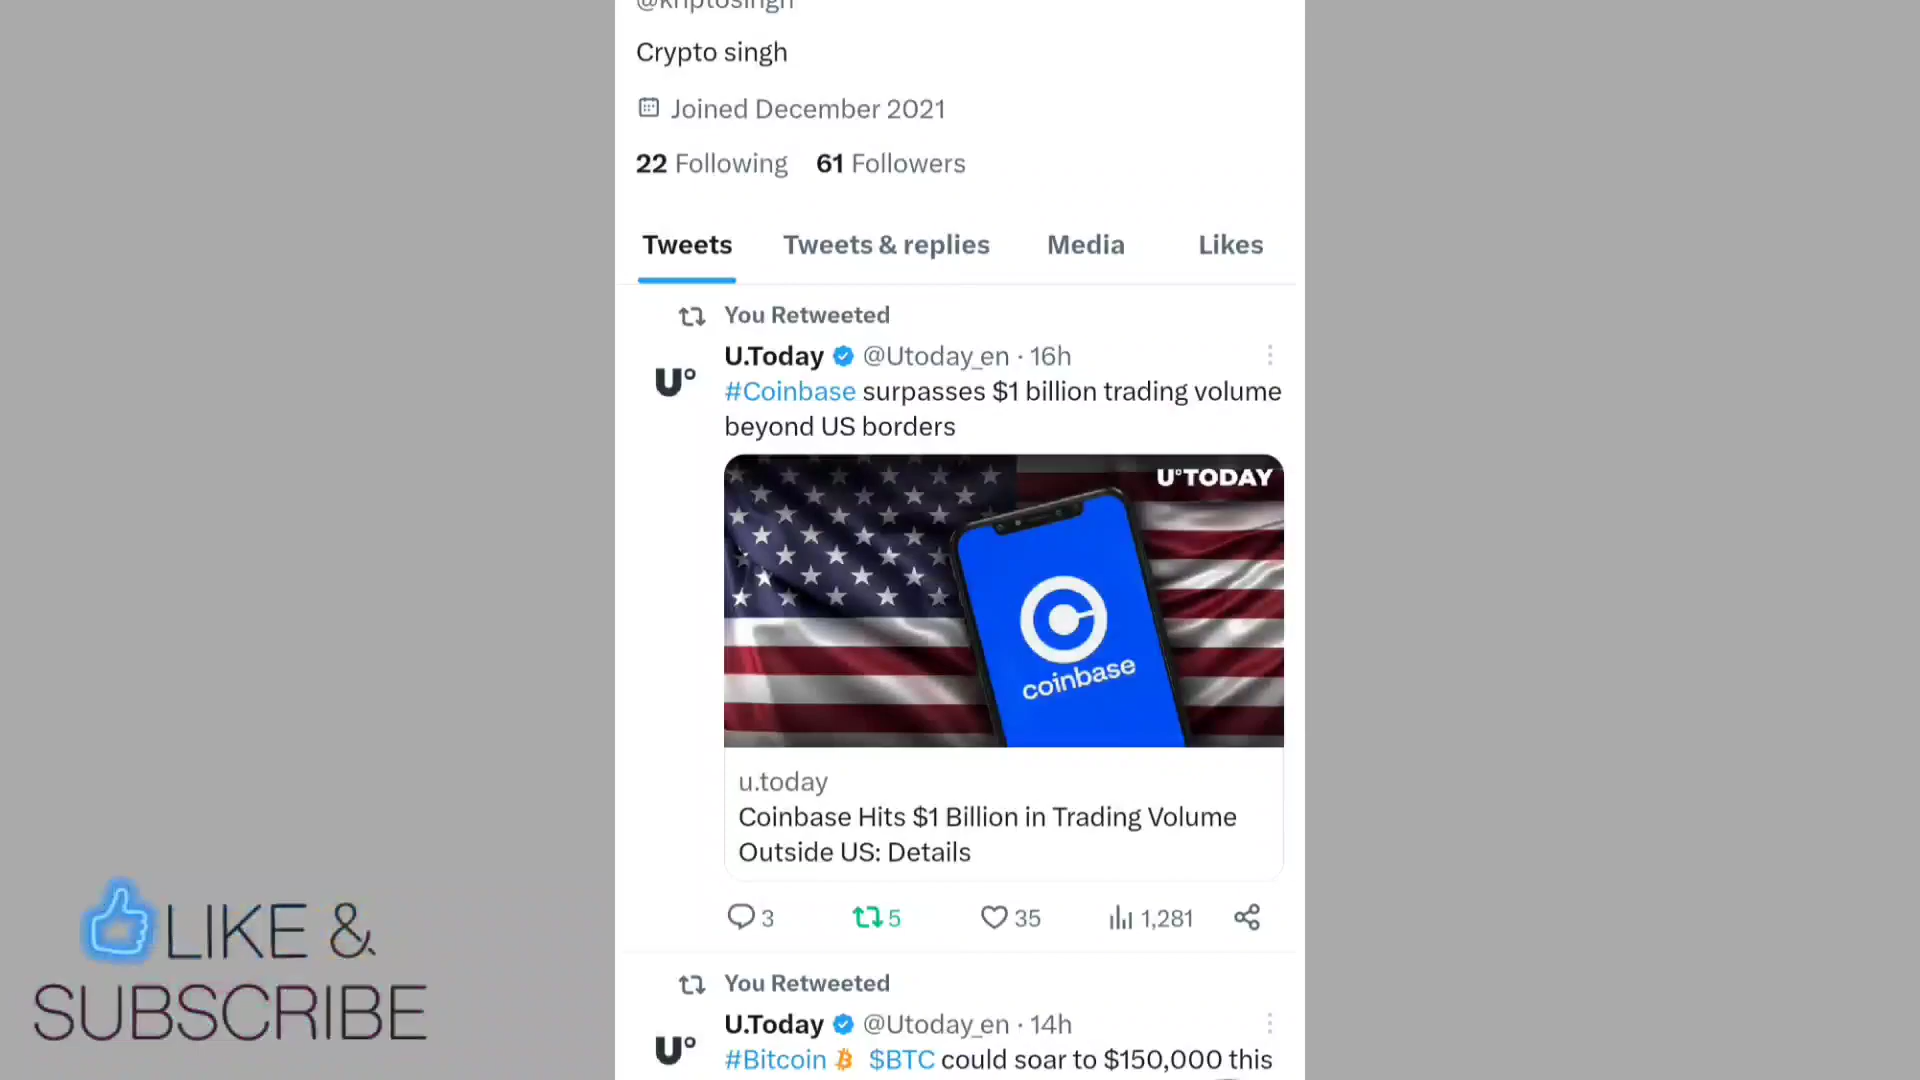 @kriptosingh
Crypto singh
Joined December 2021
22 Following 61 Followers
Tweets Tweets & replies Media Likes
You Retweeted
U.Today @Utoday_en · 16h
#Coinbase surpasses $1 billion trading volume
beyond US borders
U°TODAY
coinbase
u.today
Coinbase Hits $1 Billion in Trading Volume
Outside US: Details
3 5 35 1,281
You Retweeted
U.Today @Utoday_en · 14h
#Bitcoin $BTC could soar to $150,000 this
U°
U°
LIKE &
SUBSCRIBE